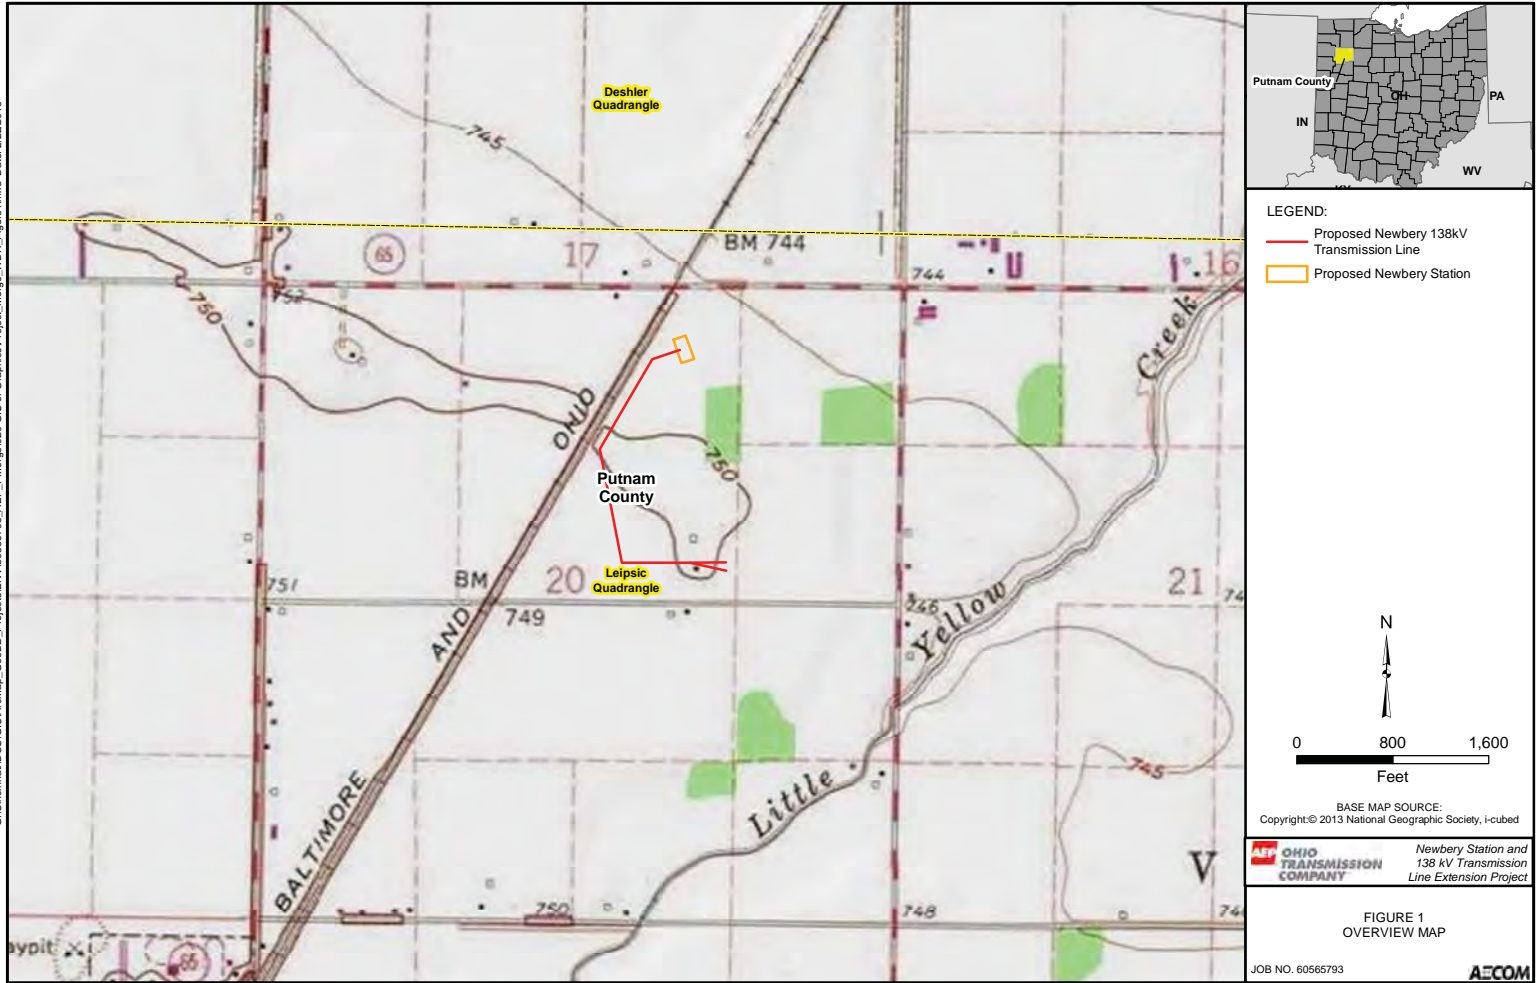 Deshler
Quadrangle
745
BM 744
65
17
16
744
752
750
Creek
OHIO
750
Putnam
County
Leipsic
Quadrangle
BM
20
21
751
749
746
AND
Yellow
BALTIMORE
Little
745
V
750
748
65
Putnam County
OH
PA
IN
WV
LEGEND:
Proposed Newbery 138kV
Transmission Line
Proposed Newbery Station
N
0 800 1,600
Feet
BASE MAP SOURCE:
Copyright:© 2013 National Geographic Society, i-cubed
AEP OHIO
TRANSMISSION
COMPANY
Newbery Station and
138 kV Transmission
Line Extension Project
FIGURE 1
OVERVIEW MAP
JOB NO. 60565793
AECOM